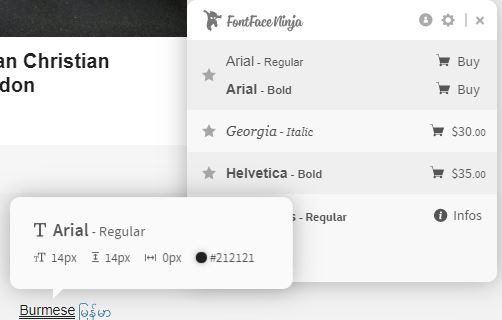 FontFace Ninja
an Christian
don
Arial - Regular Buy
Arial - Bold Buy
Georgia - Italic $30.00
Helvetica - Bold $35.00
s - Regular Infos
Arial - Regular
14px 14px 0px #212121
Burmese မြန်မာ